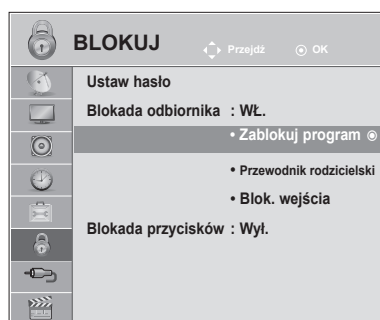 BLOKUJ Przejdź OK
Ustaw hasło
Blokada odbiornika : WŁ.
• Zablokuj program
• Przewodnik rodzicielski
• Blok. wejścia
Blokada przycisków : Wył.